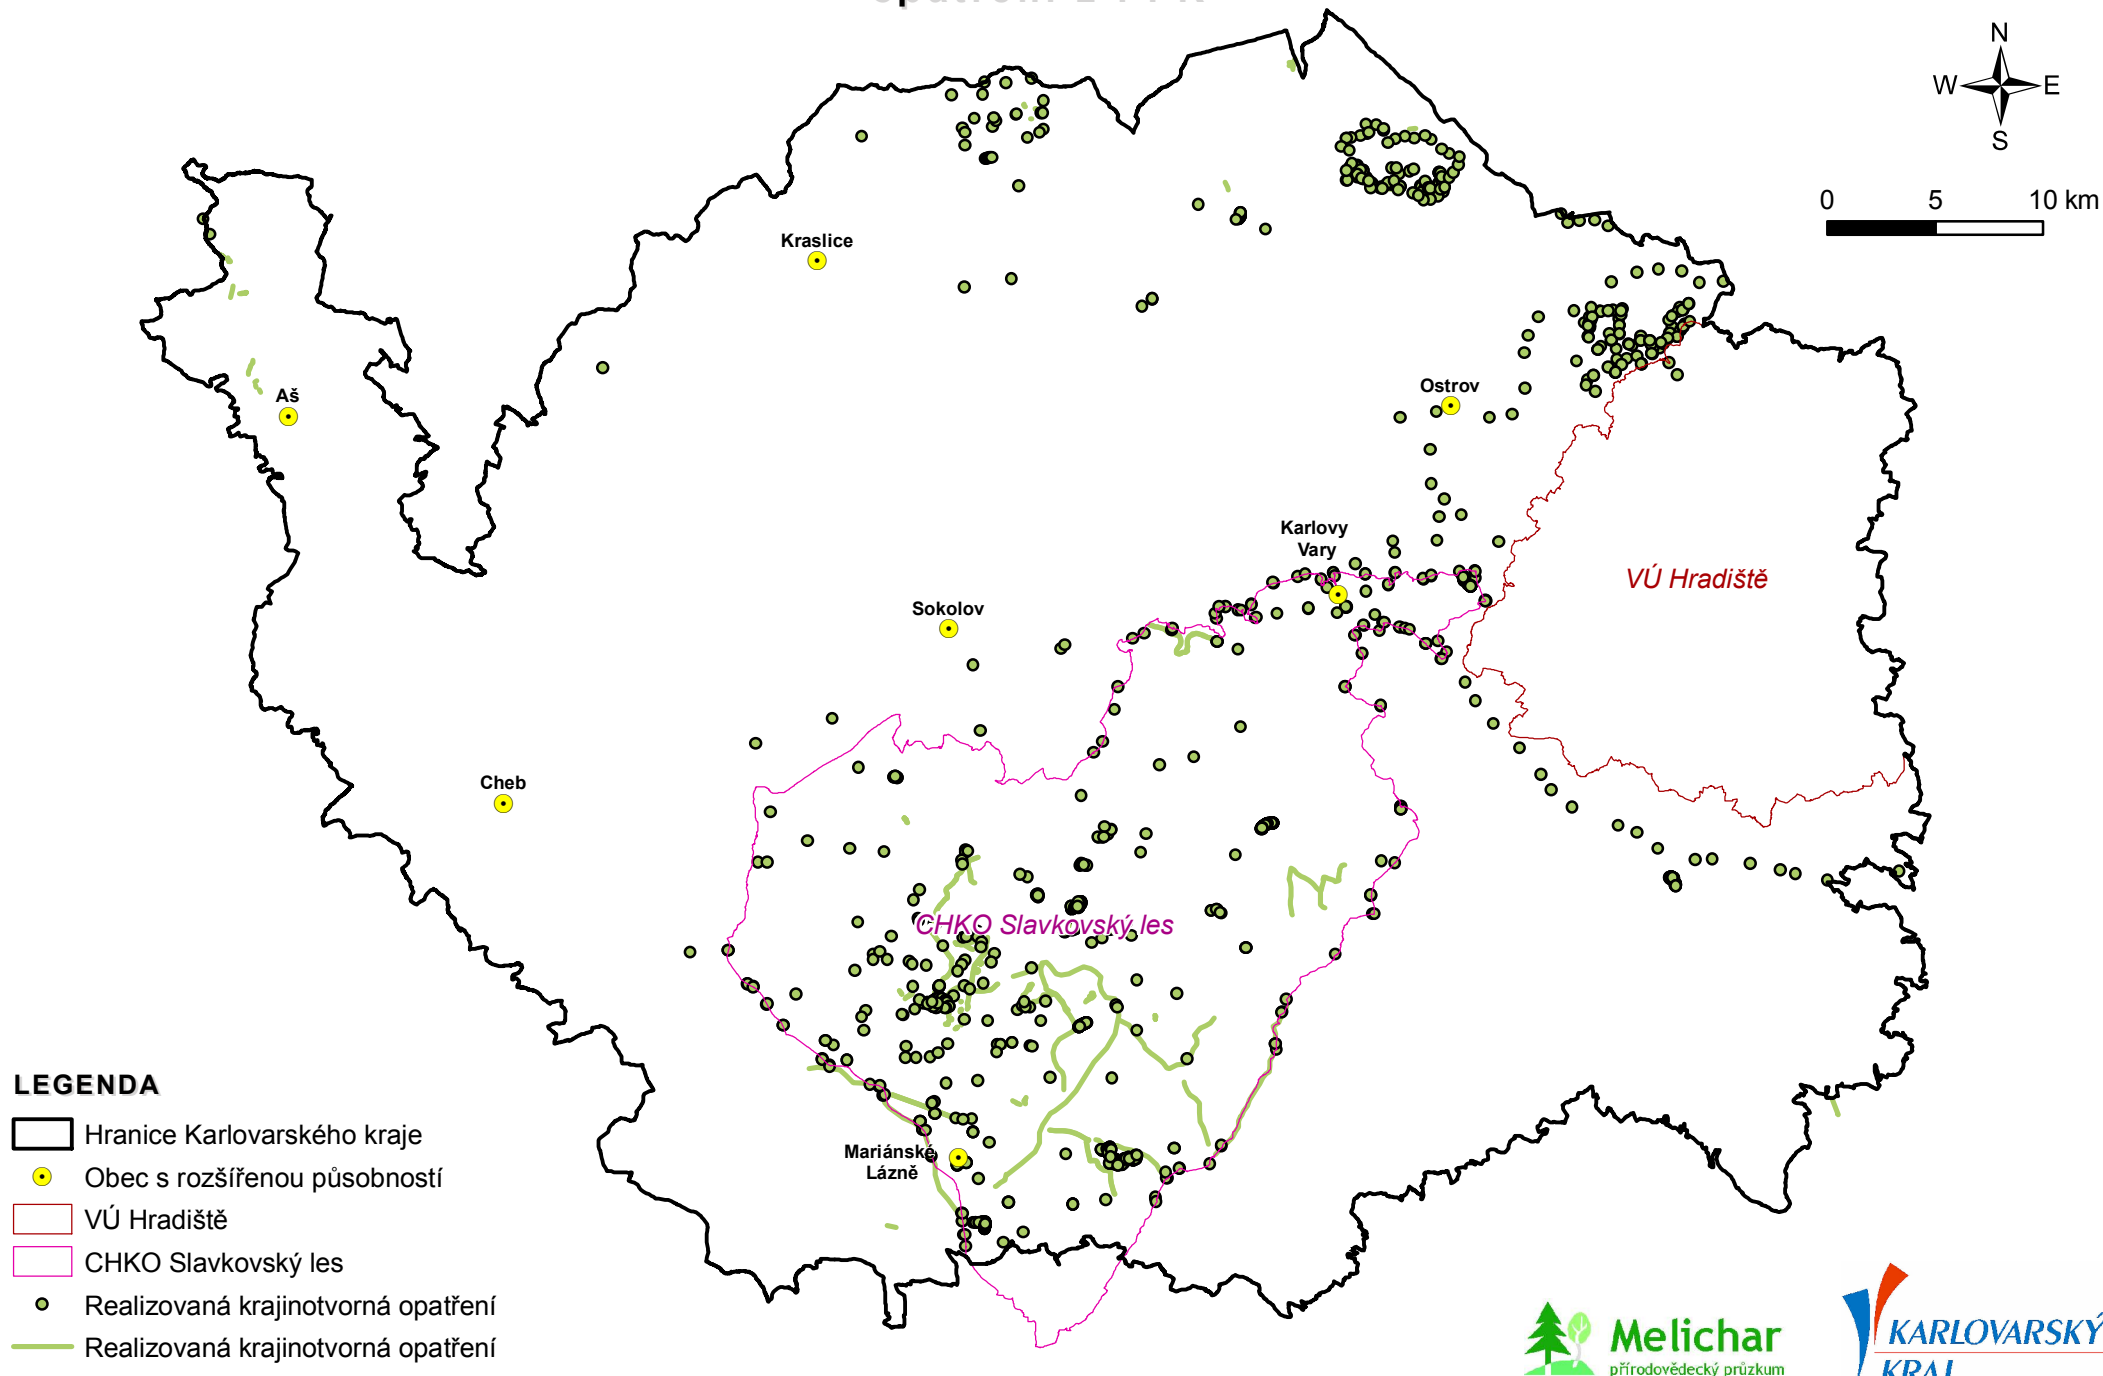 N
W E
S
0 5 10 km
Kraslice
Aš
Ostrov
Karlovy
Vary
VÚ Hradiště
Sokolov
Cheb
CHKO Slavkovský les
Mariánské
Lázně
LEGENDA
Hranice Karlovarského kraje
Obec s rozšířenou působností
VÚ Hradiště
CHKO Slavkovský les
Realizovaná krajinotvorná opatření
Realizovaná krajinotvorná opatření
Melichar
přírodovědecký průzkum
KARLOVARSKÝ
KRAJ